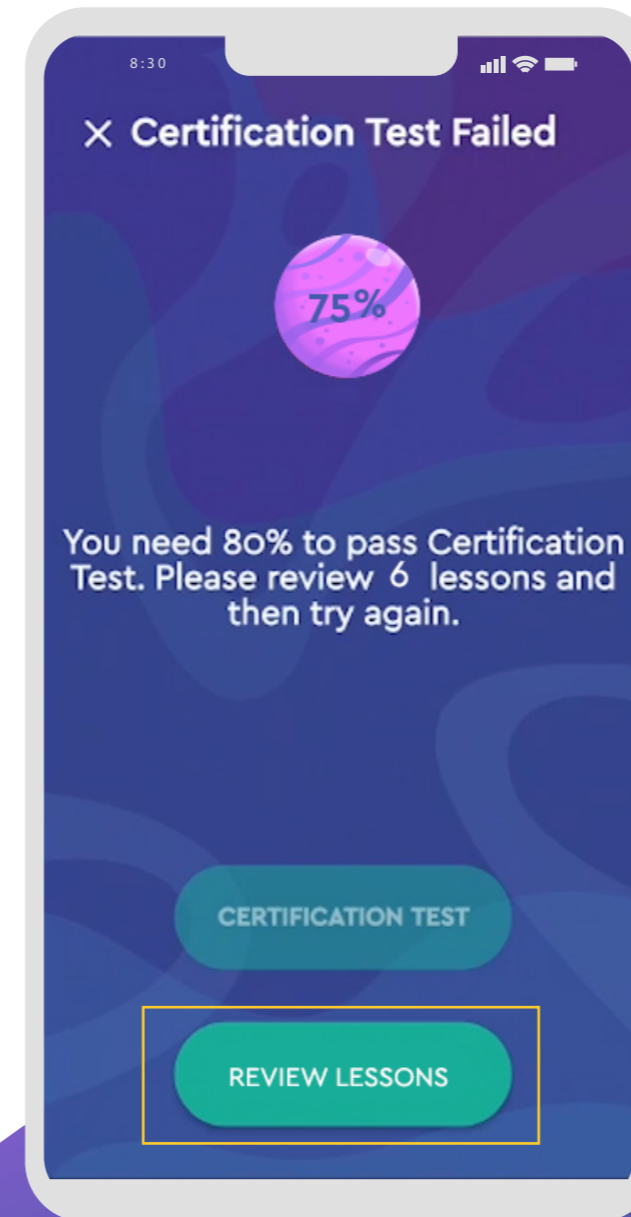 8:30
Certification Test Failed
75%
You need 80% to pass Certification
Test. Please review 6 lessons and
then try again.
CERTIFICATION TEST
REVIEW LESSONS